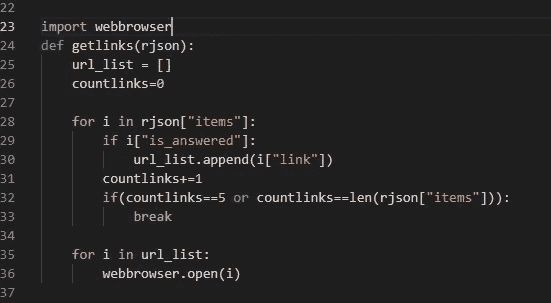 22
23 import webbrowser
24 def getlinks(rjson):
25     url_list = []
26     countlinks=0
27
28     for i in rjson["items"]:
29         if i["is_answered"]:
30             url_list.append(i["link"])
31         countlinks+=1
32         if(countlinks==5 or countlinks==len(rjson["items"])):
33             break
34
35     for i in url_list:
36         webbrowser.open(i)
37